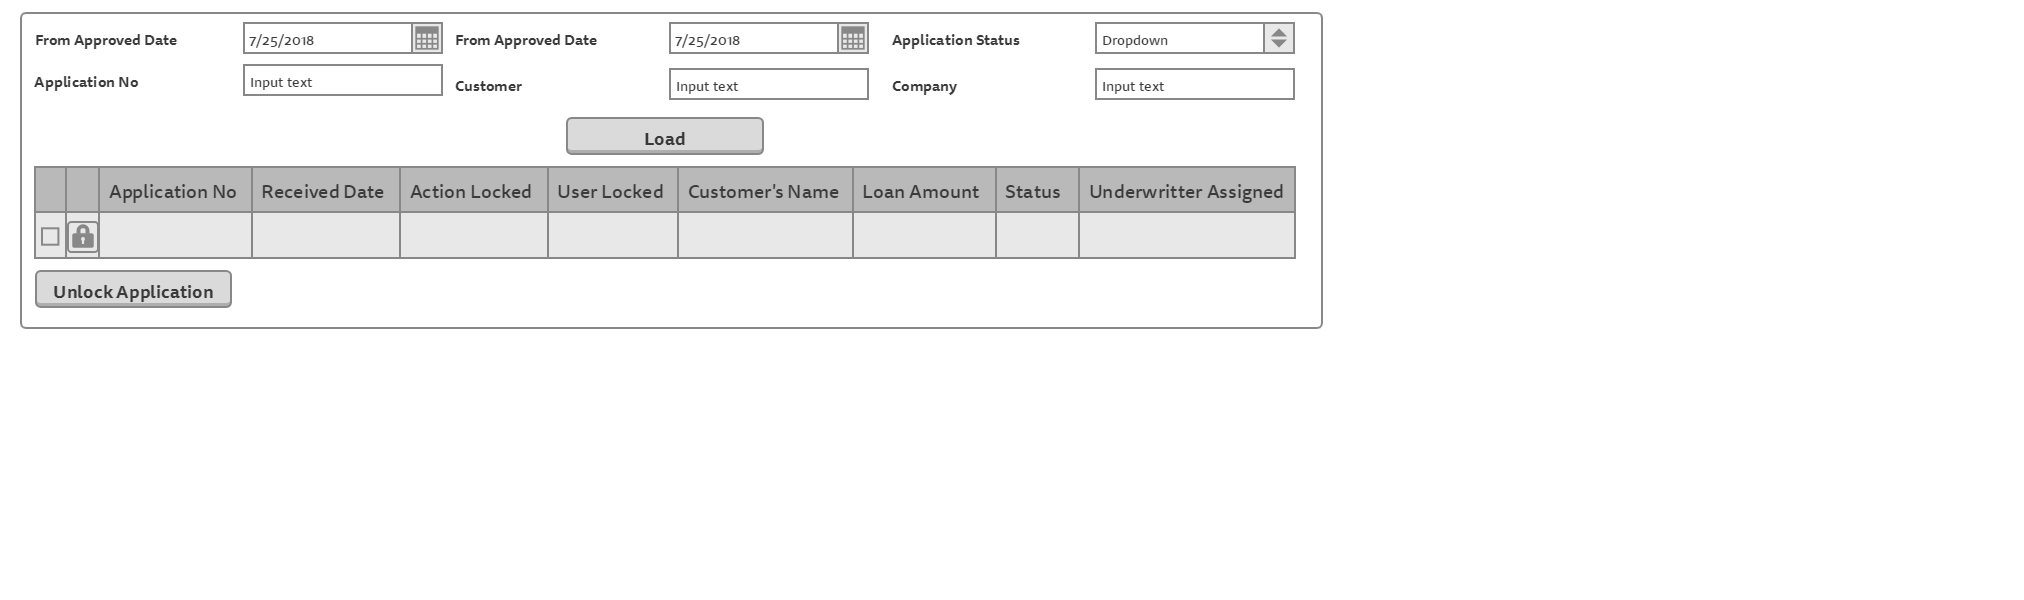 From Approved Date 7/25/2018 From Approved Date 7/25/2018 Application Status Dropdown
Application No Input text Customer Input text Company Input text
Load
Application No Received Date Action Locked User Locked Customer's Name Loan Amount Status Underwritter Assigned
Unlock Application